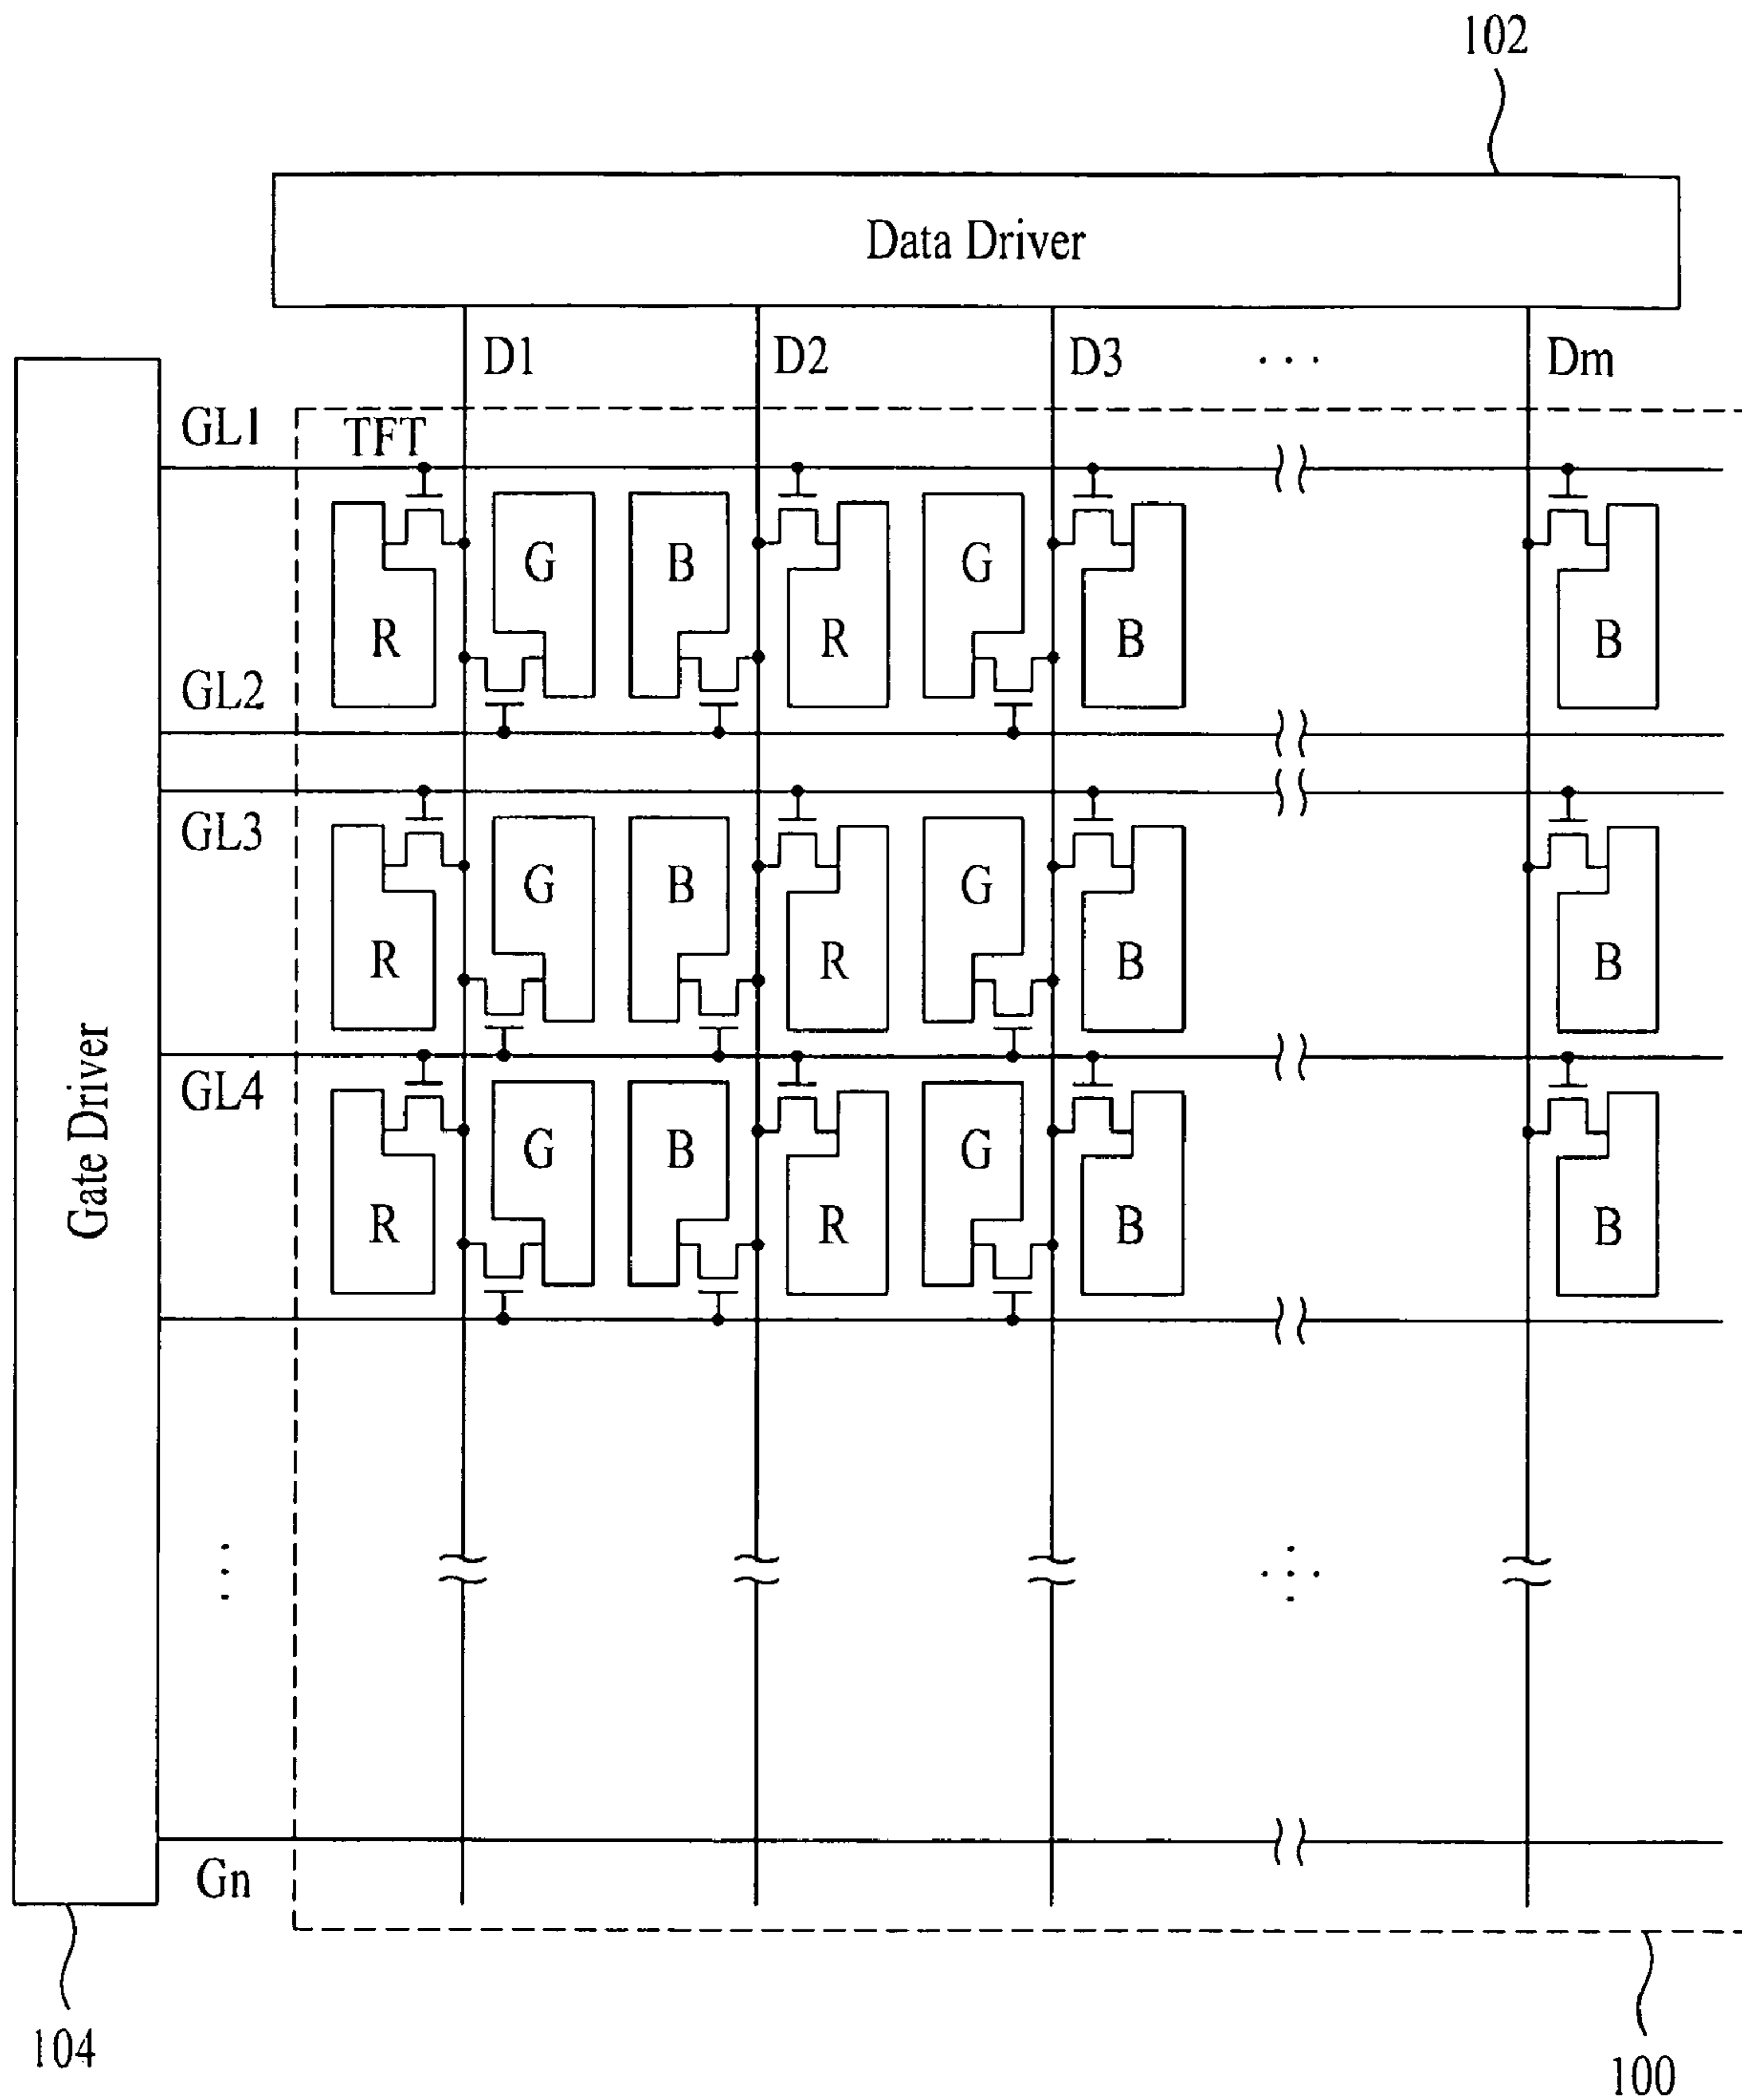 102
Data Driver
D1 D2 D3 ... Dm
GL1
TFT
G B G
R R B B
GL2
GL3
G B G
R R B B
GL4
G B G
R R B B
Gate Driver
Gn
104
100